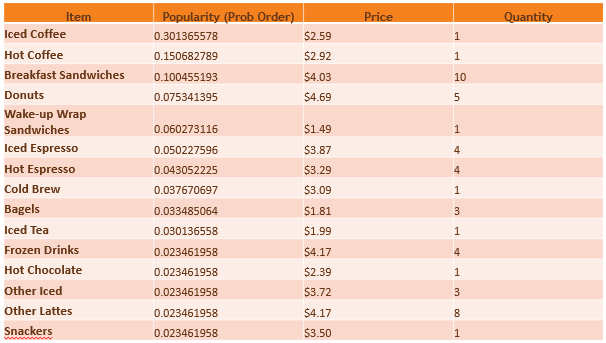 Item Popularity (Prob Order) Price Quantity
Iced Coffee 0.301365578 $2.59 1
Hot Coffee 0.150682789 $2.92 1
Breakfast Sandwiches 0.100455193 $4.03 10
Donuts 0.075341395 $4.69 5
Wake-up Wrap
Sandwiches 0.060273116 $1.49 1
Iced Espresso 0.050227596 $3.87 4
Hot Espresso 0.043052225 $3.29 4
Cold Brew 0.037670697 $3.09 1
Bagels 0.033485064 $1.81 3
Iced Tea 0.030136558 $1.99 1
Frozen Drinks 0.023461958 $4.17 4
Hot Chocolate 0.023461958 $2.39 1
Other Iced 0.023461958 $3.72 3
Other Lattes 0.023461958 $4.17 8
Snackers 0.023461958 $3.50 1